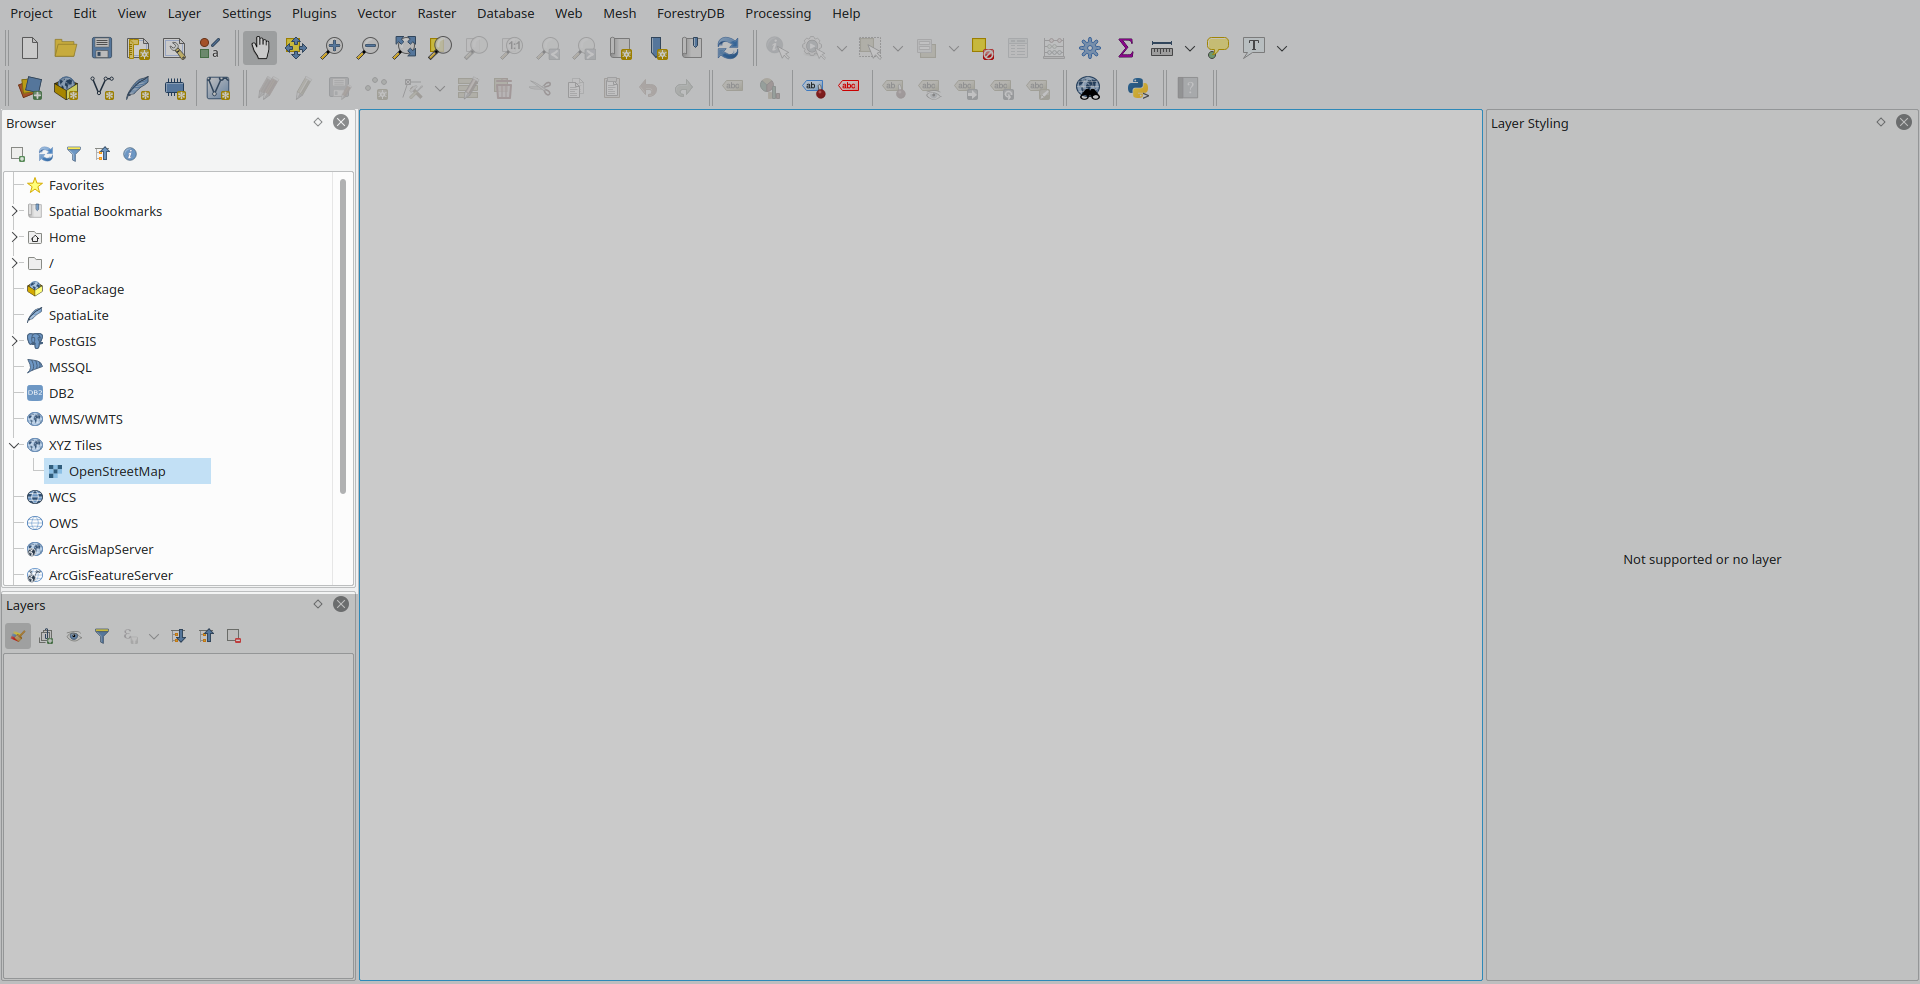 Project Edit View Layer Settings Plugins Vector Raster Database Web Mesh ForestryDB Processing Help
Browser
Favorites
Spatial Bookmarks
Home
/
GeoPackage
SpatiaLite
PostGIS
MSSQL
DB2
WMS/WMTS
XYZ Tiles
OpenStreetMap
WCS
OWS
ArcGisMapServer
ArcGisFeatureServer
Layers
Layer Styling
Not supported or no layer